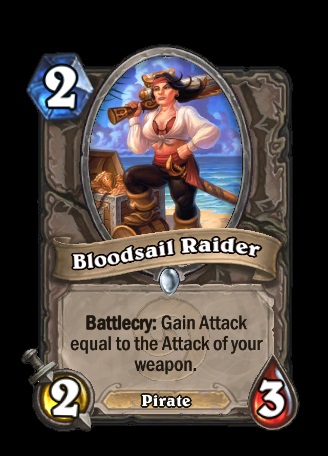 2
Bloodsail Raider
Battlecry: Gain Attack
equal to the Attack of your
weapon.
2
Pirate
3